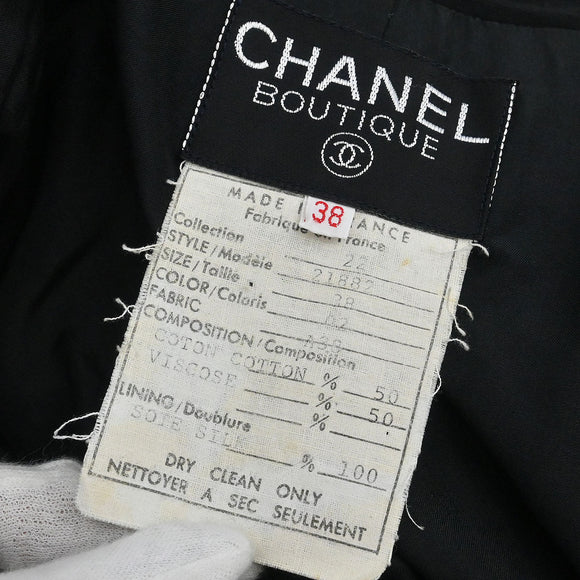 CHANEL
BOUTIQUE
38
MADE IN FRANCE
Fabriqué en France
Collection 22
STYLE/Modèle 21882
SIZE/Taille 38
COLOR/Coloris 02
FABRIC
COMPOSITION/Composition
COTON COTTON % 50
VISCOSE % 50
LINING/Doublure
SOIE SILK % 100
DRY CLEAN ONLY
NETTOYER A SEC SEULEMENT